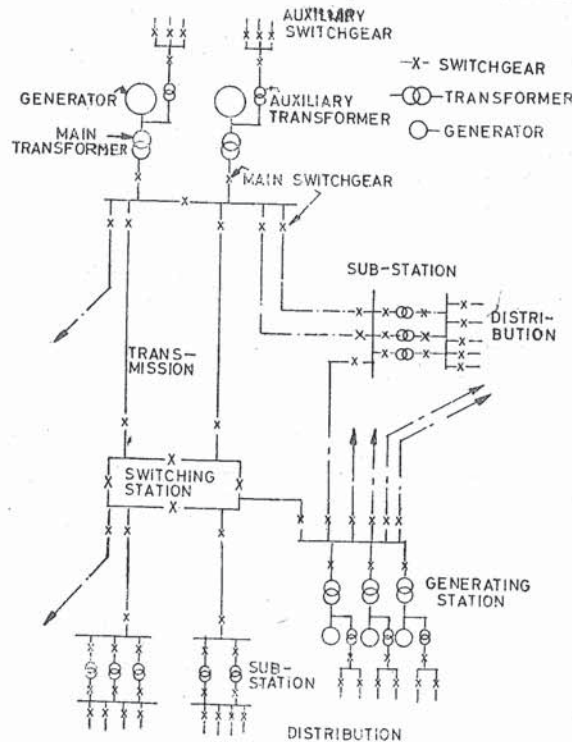 AUXILIARY
SWITCHGEAR
GENERATOR
MAIN
TRANSFORMER
AUXILIARY
TRANSFORMER
-X- SWITCHGEAR
TRANSFORMER
GENERATOR
MAIN SWITCHGEAR
SUB-STATION
DISTRI-
BUTION
TRANS-
MISSION
SWITCHING
STATION
GENERATING
STATION
SUB-
STATION
DISTRIBUTION